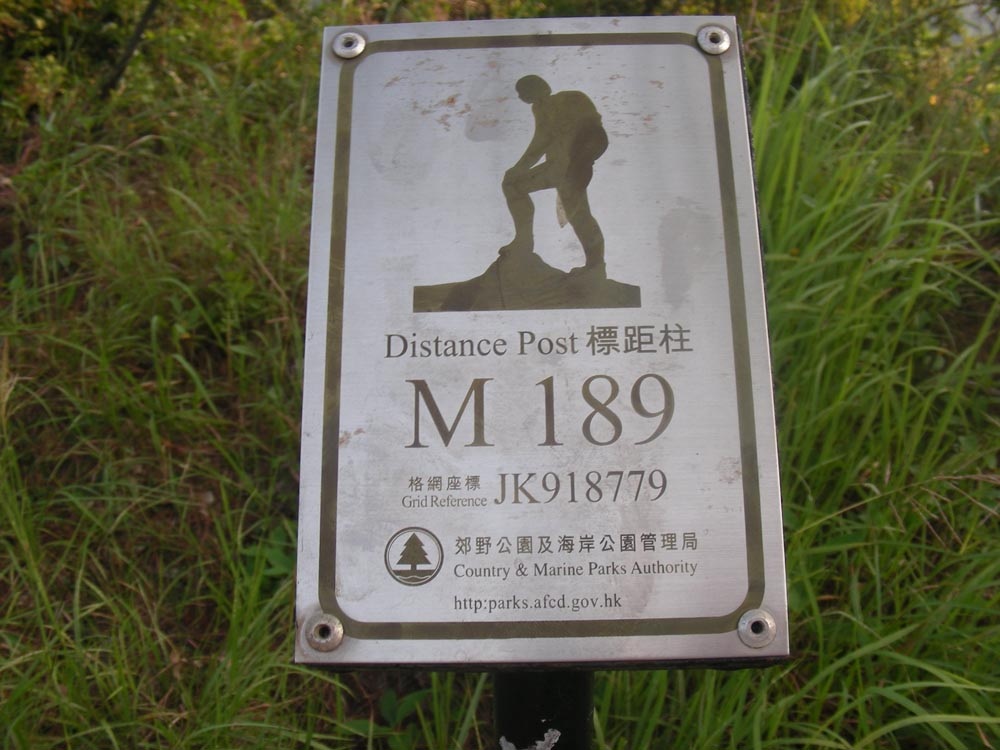 Distance Post 標距柱
M 189
格網座標
Grid Reference JK918779
郊野公園及海岸公園管理局
Country & Marine Parks Authority
http:parks.afcd.gov.hk